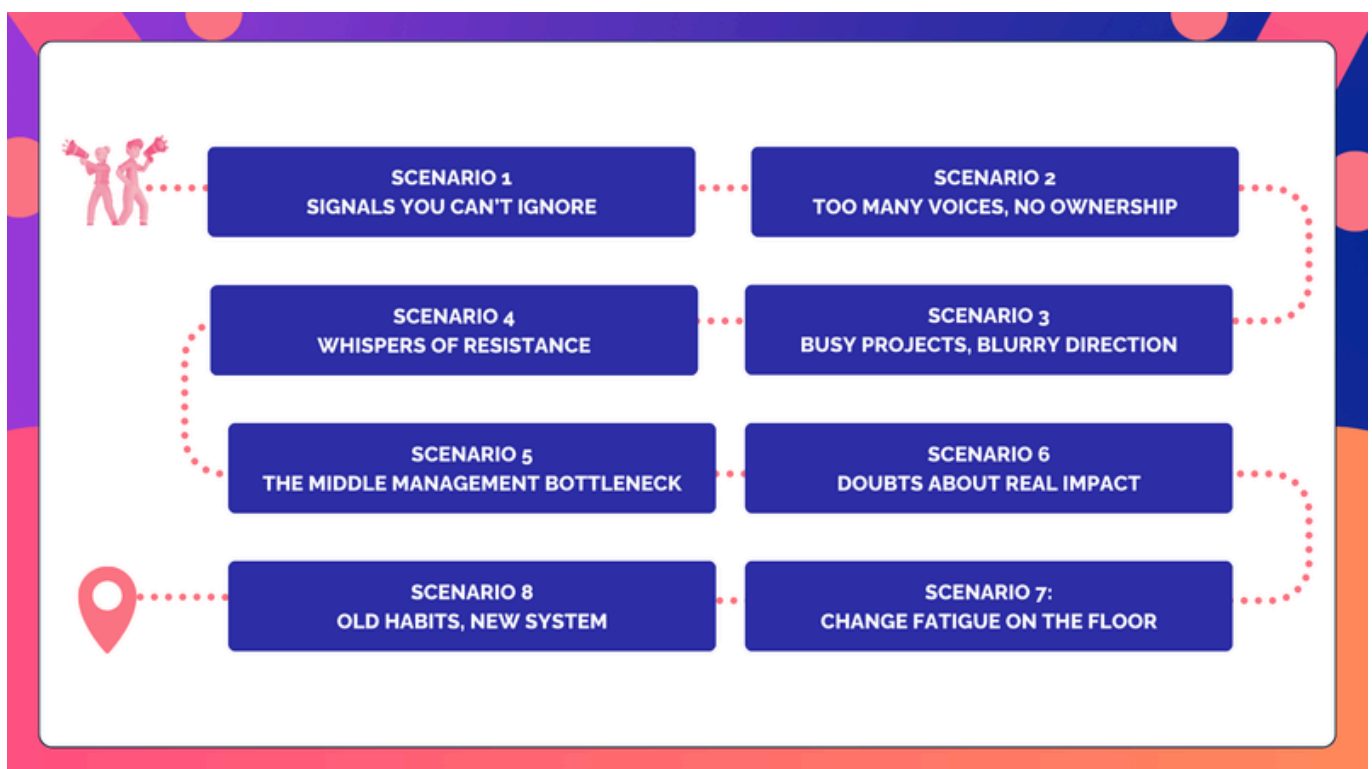 SCENARIO 1
SIGNALS YOU CAN'T IGNORE
SCENARIO 2
TOO MANY VOICES, NO OWNERSHIP
SCENARIO 3
BUSY PROJECTS, BLURRY DIRECTION
SCENARIO 4
WHISPERS OF RESISTANCE
SCENARIO 5
THE MIDDLE MANAGEMENT BOTTLENECK
SCENARIO 6
DOUBTS ABOUT REAL IMPACT
SCENARIO 7:
CHANGE FATIGUE ON THE FLOOR
SCENARIO 8
OLD HABITS, NEW SYSTEM